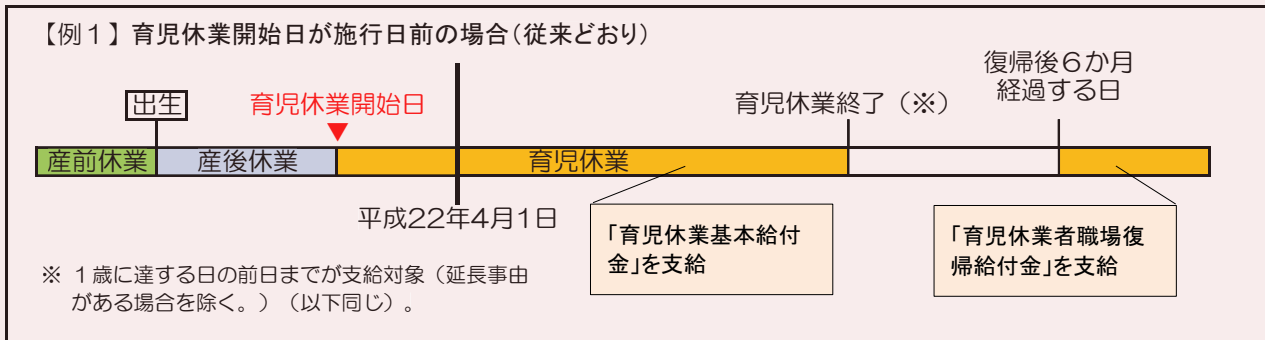 【例１】育児休業開始日が施行日前の場合（従来どおり）
復帰後６か月
経過する日
出生
育児休業開始日
育児休業終了（※）
産前休業
産後休業
育児休業
平成22年4月1日
「育児休業基本給付
金」を支給
「育児休業者職場復
帰給付金」を支給
※ １歳に達する日の前日までが支給対象（延長事由
がある場合を除く。）（以下同じ）。